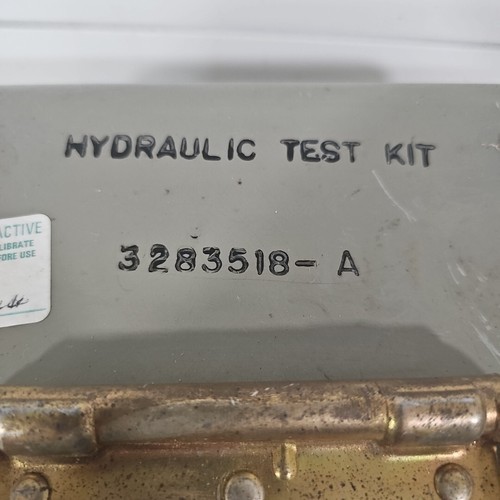 HYDRAULIC TEST KIT
ACTIVE
LIBRATE
FORE USE
3283518- A